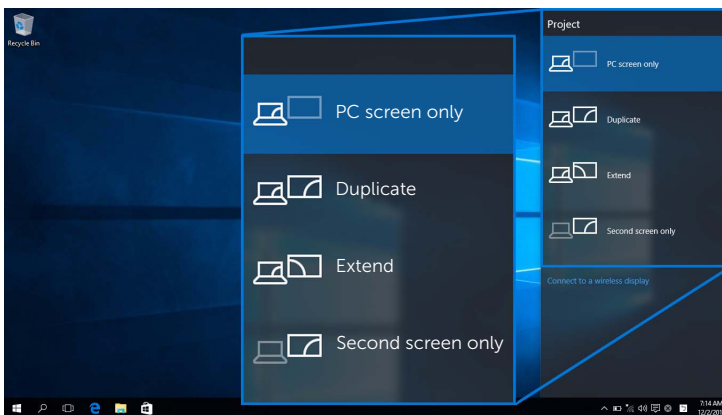 Recycle Bin
Project
PC screen only
Duplicate
Extend
Second screen only
Connect to a wireless display
PC screen only
Duplicate
Extend
Second screen only
7:14 AM